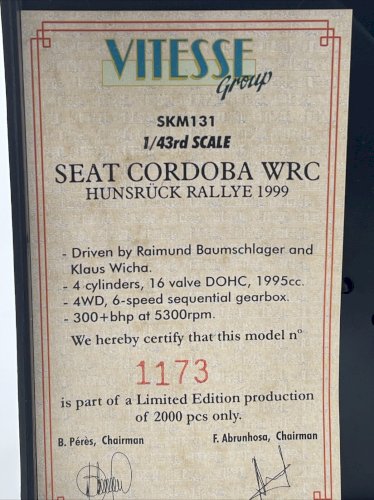 VITESSE
Group
SKM131
1/43rd SCALE
SEAT CORDOBA WRC
HUNSRÜCK RALLYE 1999
- Driven by Raimund Baumschlager and
Klaus Wicha.
- 4 cylinders, 16 valve DOHC, 1995cc.
- 4WD, 6-speed sequential gearbox.
- 300+bhp at 5300rpm.
We hereby certify that this model nº
1173
is part of a Limited Edition production
of 2000 pcs only.
B. Pérès, Chairman F. Abrunhosa, Chairman